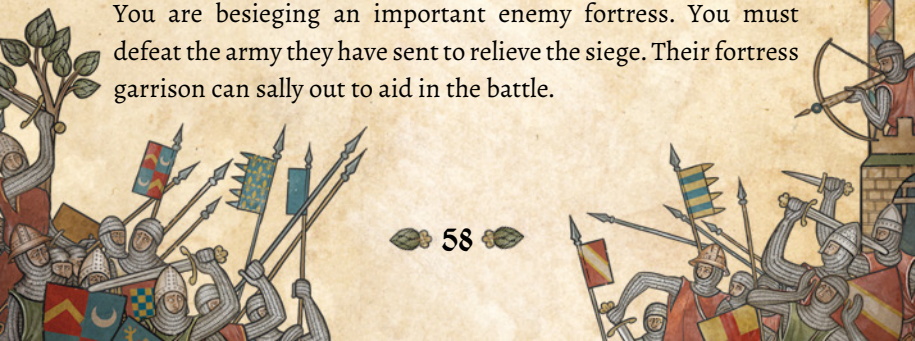 You are besieging an important enemy fortress. You must
defeat the army they have sent to relieve the siege. Their fortress
garrison can sally out to aid in the battle.
58